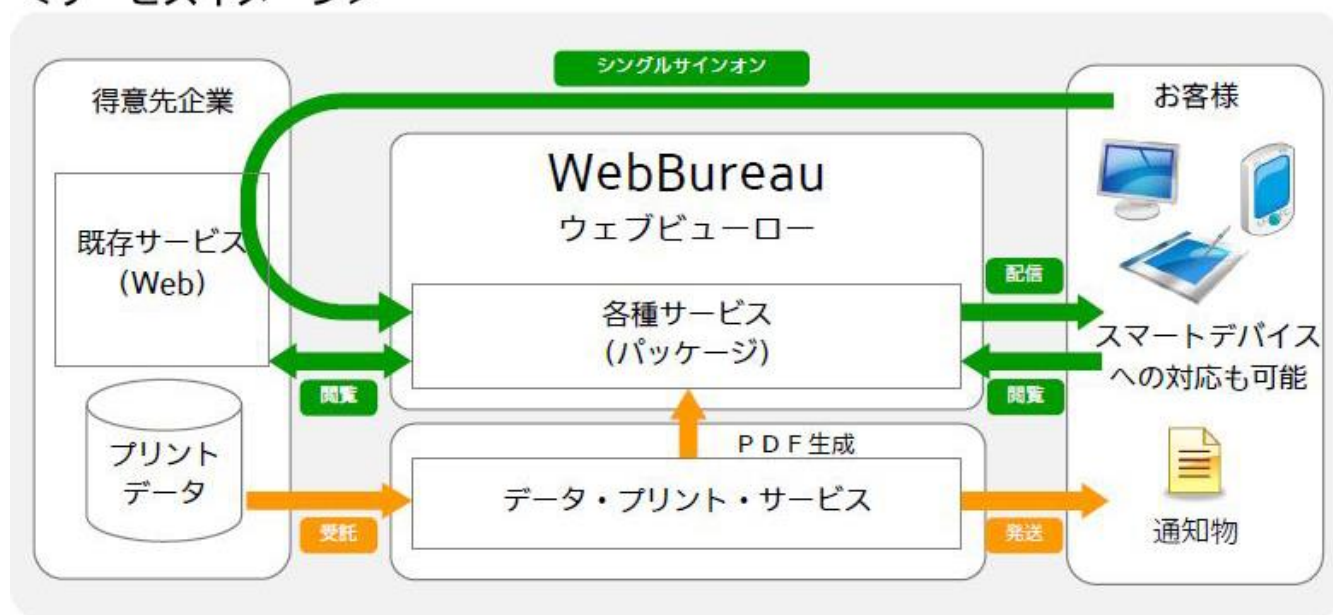 シングルサインオン
得意先企業
お客様
WebBureau
ウェブビューロー
既存サービス
(Web)
配信
各種サービス
(パッケージ)
スマートデバイス
への対応も可能
閲覧
閲覧
PDF生成
プリント
データ
データ・プリント・サービス
受託
発送
通知物